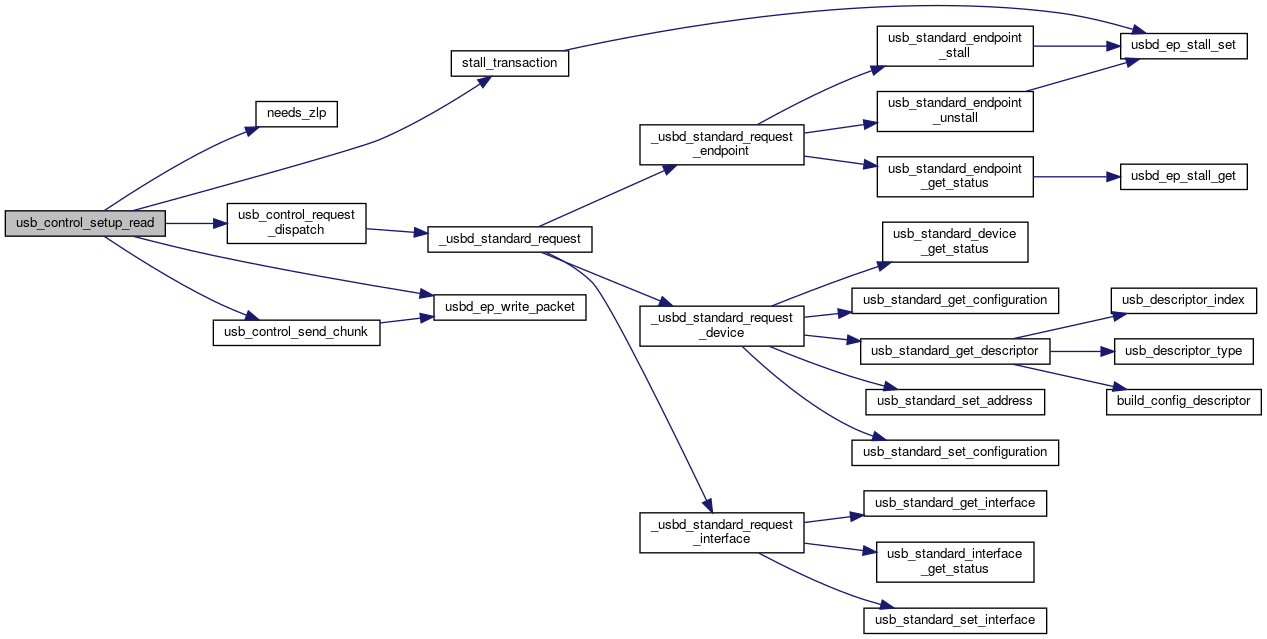 usb_control_setup_read
needs_zlp
stall_transaction
usb_control_request
_dispatch
usbd_ep_write_packet
usb_control_send_chunk
_usbd_standard_request
_usbd_standard_request
_endpoint
_usbd_standard_request
_device
_usbd_standard_request
_interface
usb_standard_endpoint
_stall
usb_standard_endpoint
_unstall
usb_standard_endpoint
_get_status
usbd_ep_stall_set
usbd_ep_stall_get
usb_standard_device
_get_status
usb_standard_get_configuration
usb_standard_get_descriptor
usb_standard_set_address
usb_standard_set_configuration
usb_descriptor_index
usb_descriptor_type
build_config_descriptor
usb_standard_get_interface
usb_standard_interface
_get_status
usb_standard_set_interface